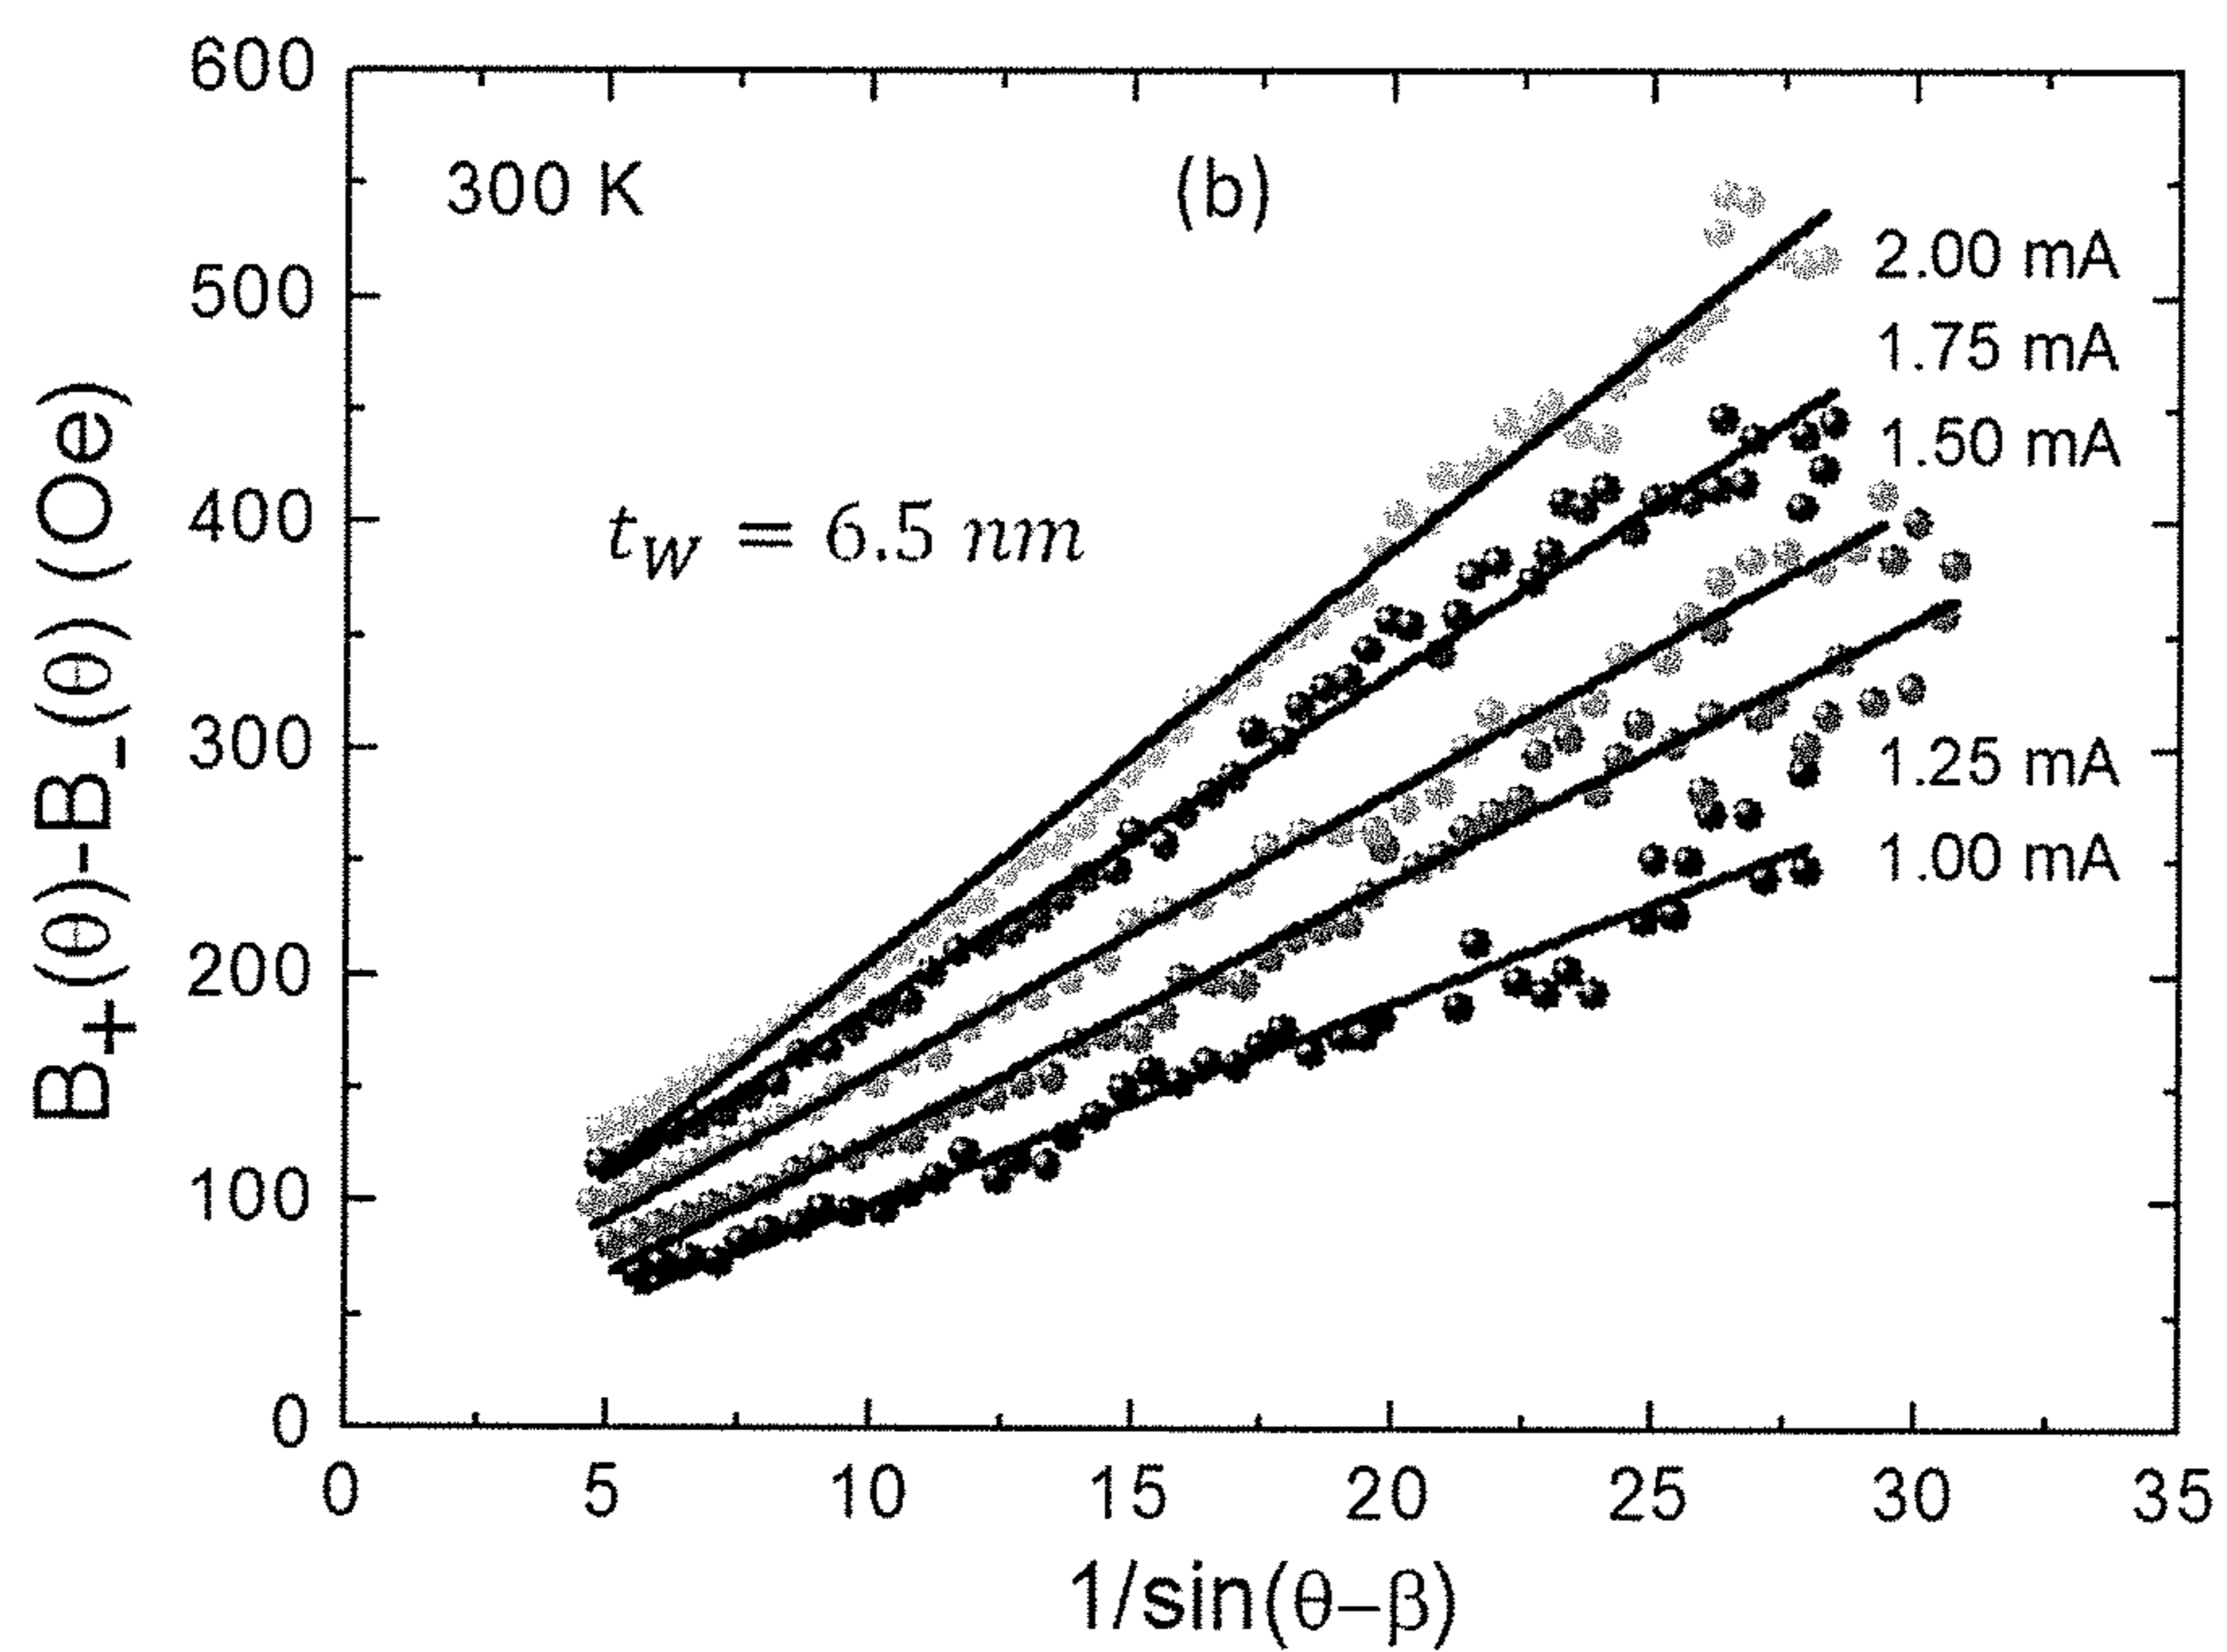 600
500
400
300
200
100
0
B₊(θ)-B₋(θ) (Oe)
300 K
(b)
t_W = 6.5 nm
2.00 mA
1.75 mA
1.50 mA
1.25 mA
1.00 mA
0 5 10 15 20 25 30 35
1/sin(θ–β)